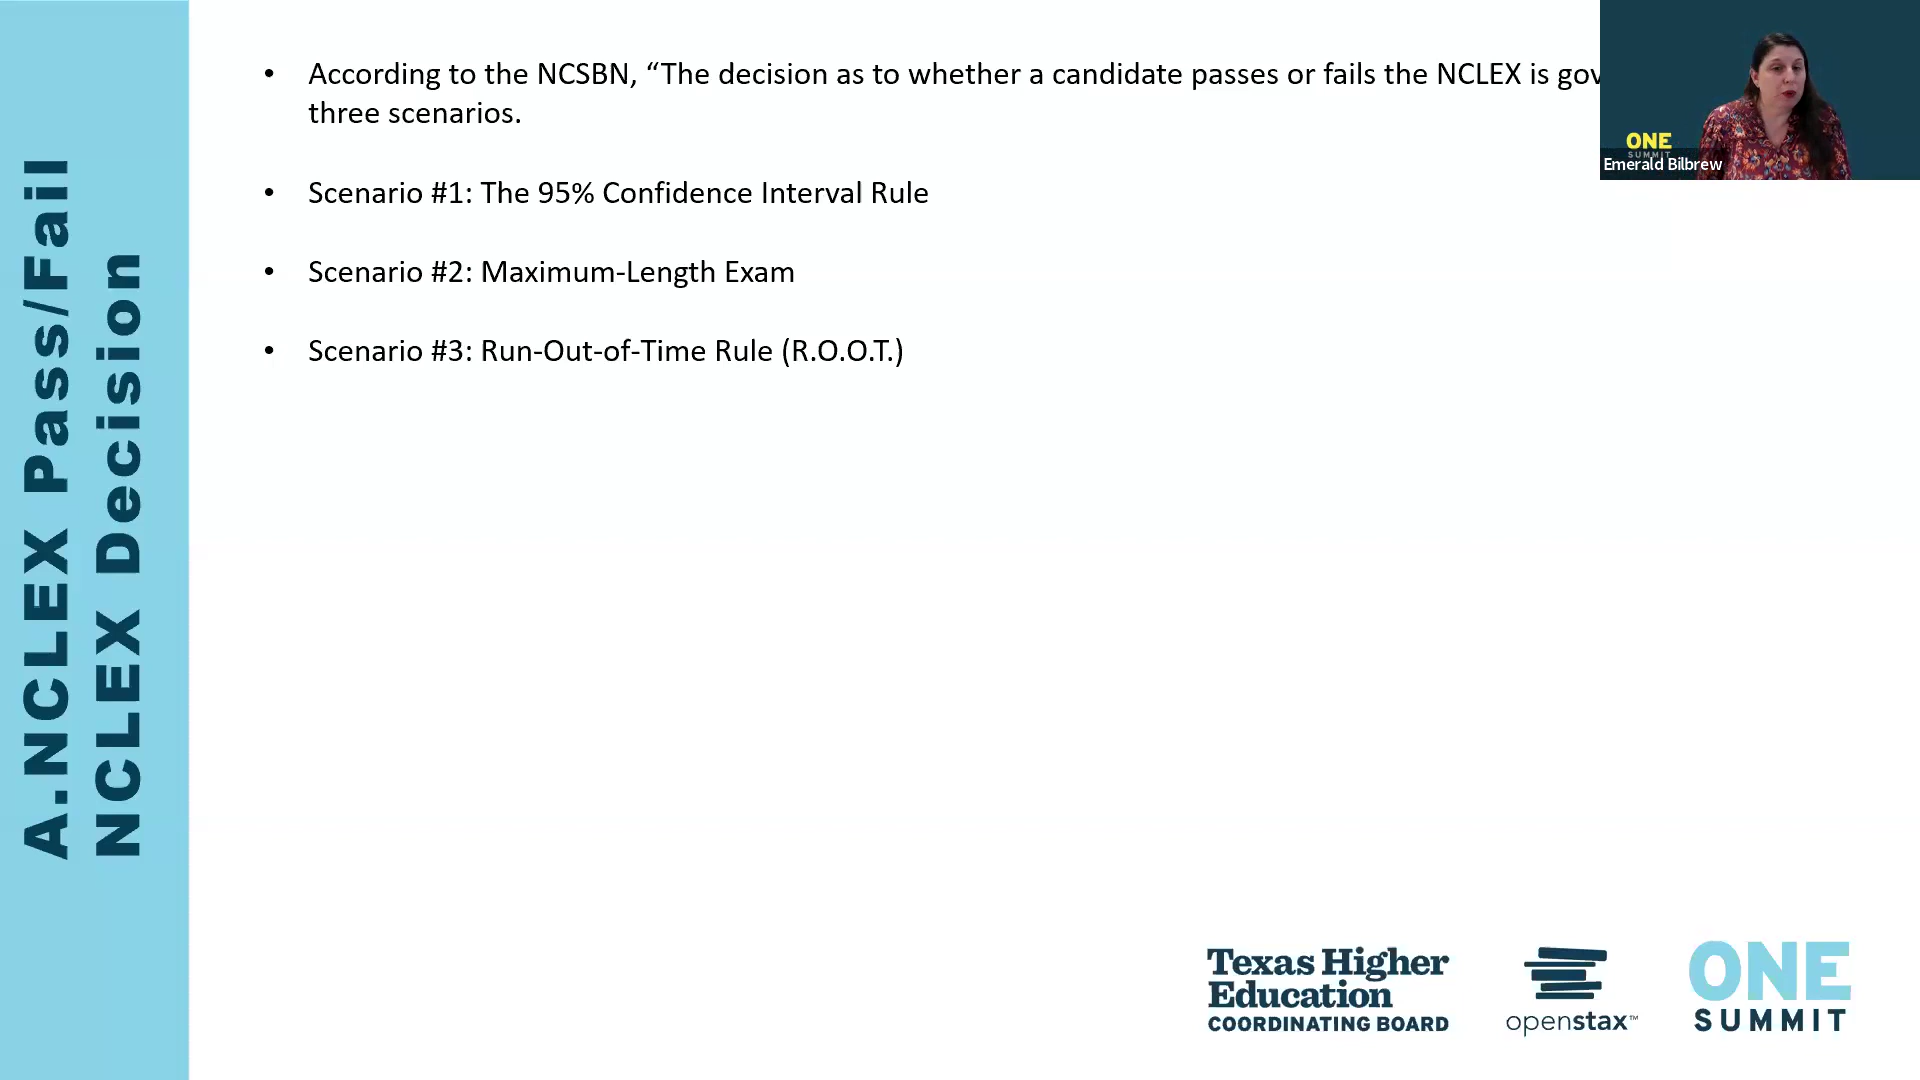 A.NCLEX Pass/Fail
NCLEX Decision
• According to the NCSBN, “The decision as to whether a candidate passes or fails the NCLEX is
three scenarios.
• Scenario #1: The 95% Confidence Interval Rule
• Scenario #2: Maximum-Length Exam
• Scenario #3: Run-Out-of-Time Rule (R.O.O.T.)
ONE
SUMMIT
Emerald Bilbrew
Texas Higher
Education
COORDINATING BOARD
openstax™
ONE
SUMMIT